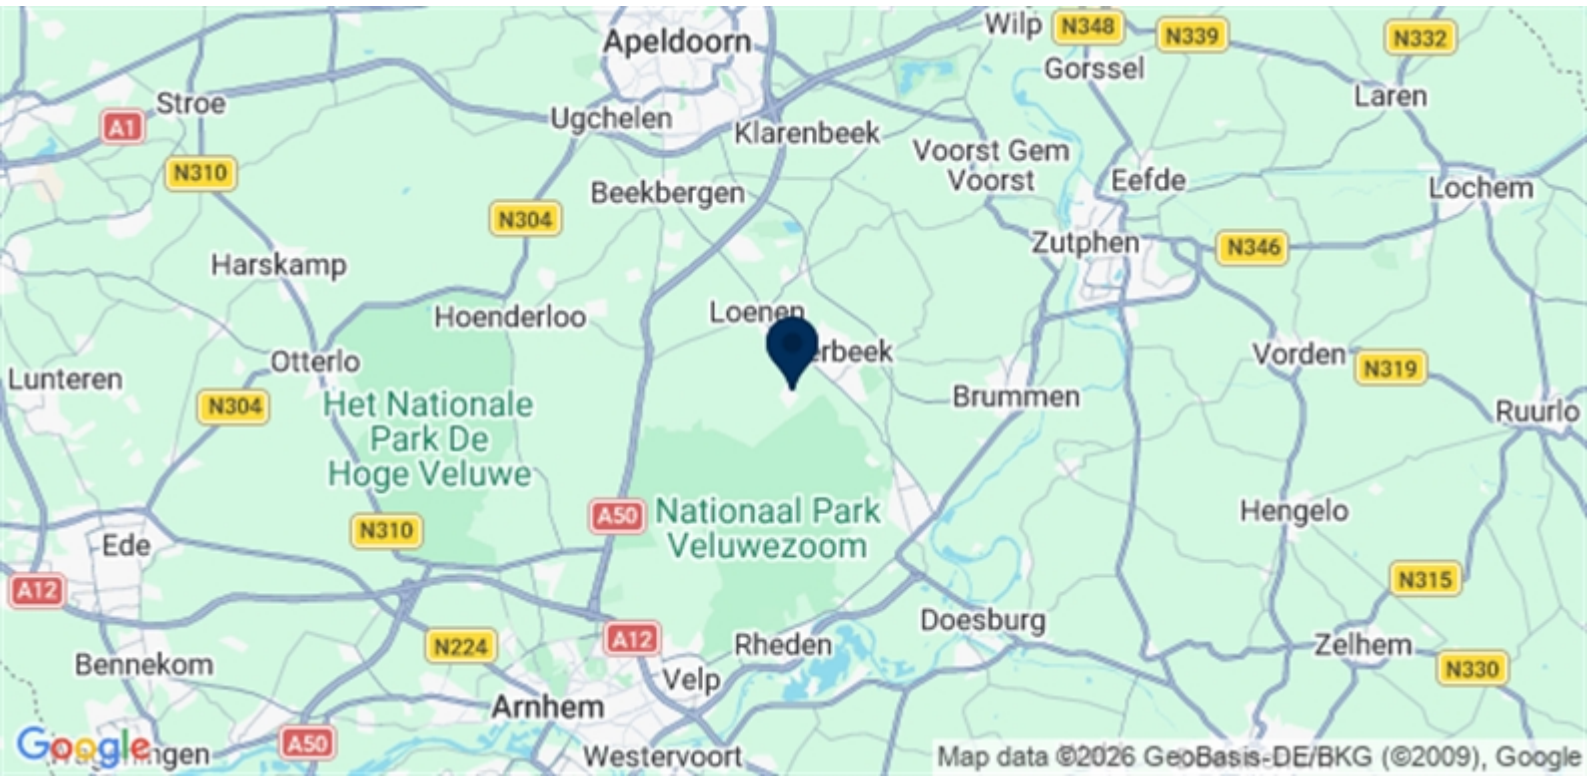 Wilp
N348
N339
N332
Apeldoorn
Gorssel
Laren
Stroe
A1
Ugchelen
Klarenbeek
N310
Voorst Gem
Voorst
Eefde
Lochem
Beekbergen
N304
Zutphen
N346
Harskamp
Loenen
Hoenderloo
erbeek
Otterlo
Vorden
N319
Lunteren
N304
Het Nationale
Park De
Hoge Veluwe
Brummen
Ruurlo
A50
Nationaal Park
Veluwezoom
Hengelo
N310
Ede
A12
N315
Doesburg
N224
A12
Rheden
Zelhem
Bennekom
N330
Velp
Arnhem
Google
ngen
A50
Westervoort
Map data ©2026 GeoBasis-DE/BKG (©2009), Google